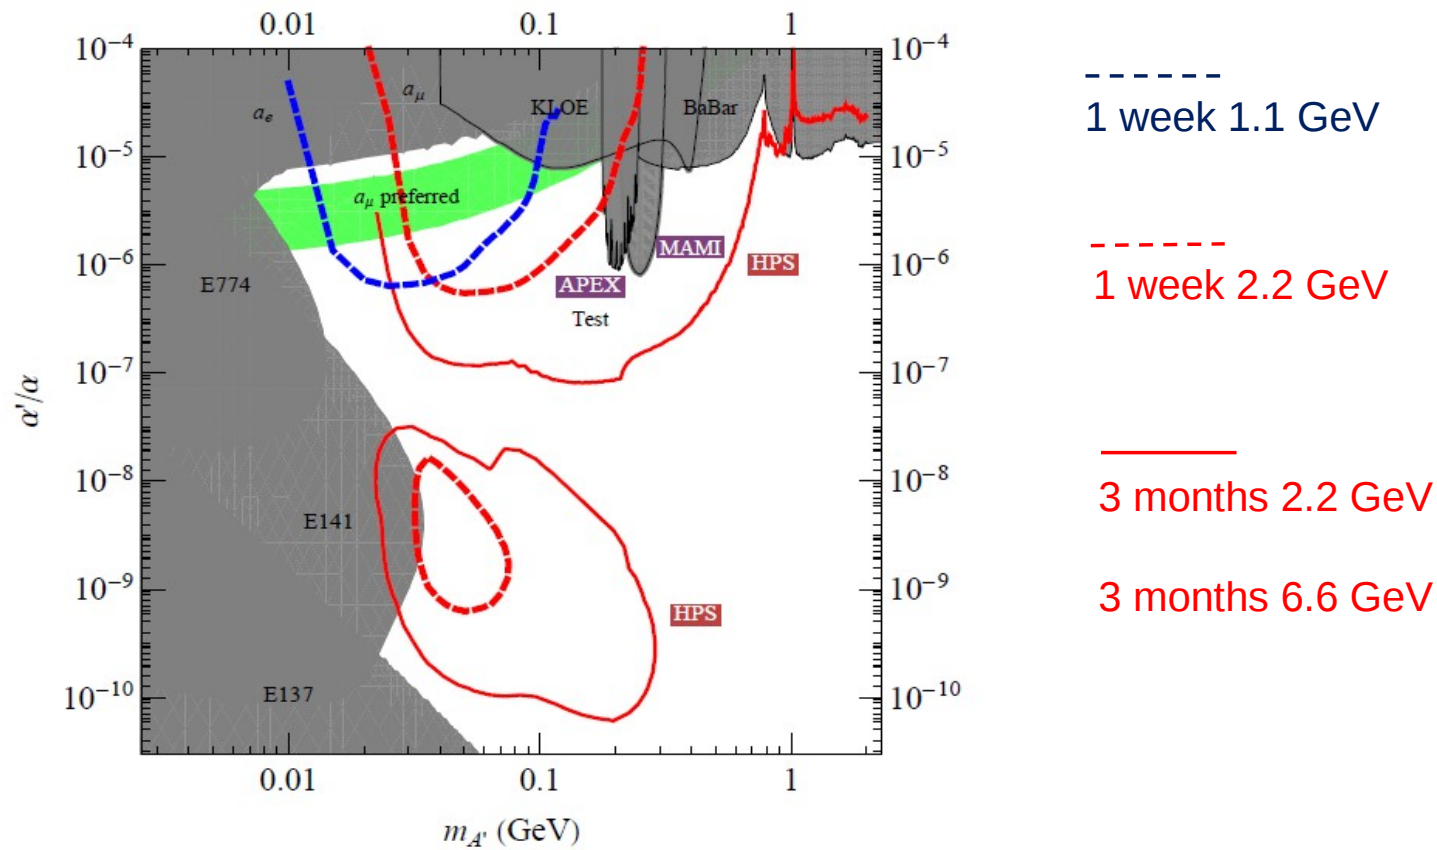 0.01 0.1 1
10⁻⁴ 10⁻⁴
a_μ
a_e KLOE BaBar
1 week 1.1 GeV
10⁻⁵ 10⁻⁵
a_μ preferred
MAMI
10⁻⁶ HPS 10⁻⁶
E774 APEX
1 week 2.2 GeV
Test
10⁻⁷ 10⁻⁷
α'/α
10⁻⁸ 10⁻⁸
3 months 2.2 GeV
E141
10⁻⁹ 10⁻⁹
3 months 6.6 GeV
HPS
10⁻¹⁰ E137 10⁻¹⁰
0.01 0.1 1
m_A' (GeV)